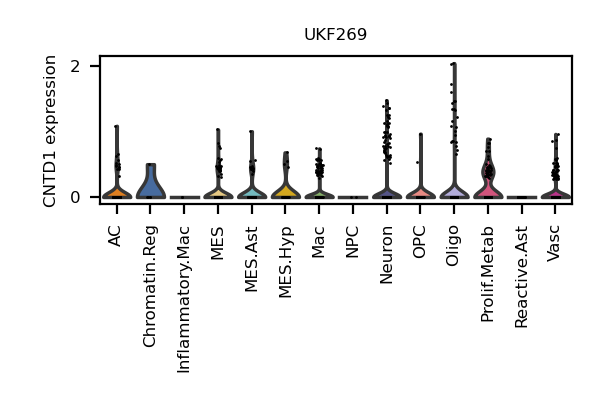 UKF269
CNTD1 expression
2
0
AC
Chromatin.Reg
Inflammatory.Mac
MES
MES.Ast
MES.Hyp
Mac
NPC
Neuron
OPC
Oligo
Prolif.Metab
Reactive.Ast
Vasc